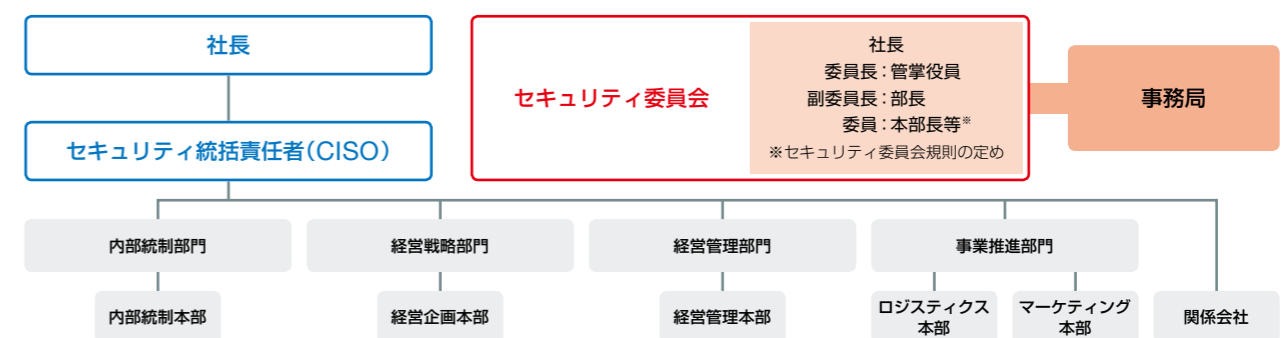 社長
セキュリティ統括責任者(CISO)
セキュリティ委員会
社長
委員長：管掌役員
副委員長：部長
委員：本部長等※
※セキュリティ委員会規則の定め
事務局
内部統制部門
経営戦略部門
経営管理部門
事業推進部門
内部統制本部
経営企画本部
経営管理本部
ロジスティクス
本部
マーケティング
本部
関係会社